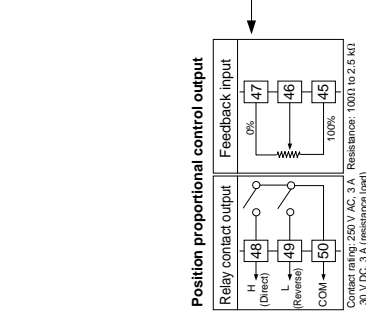 Position proportional control output
Relay contact output
Feedback input
48
H
(Direct)
49
L
(Reverse)
50
COM
47
0%
46
45
100%
Contact rating: 250 V AC, 3 A
30 V DC, 3 A (resistance load)
Resistance: 100Ω to 2.5 kΩ